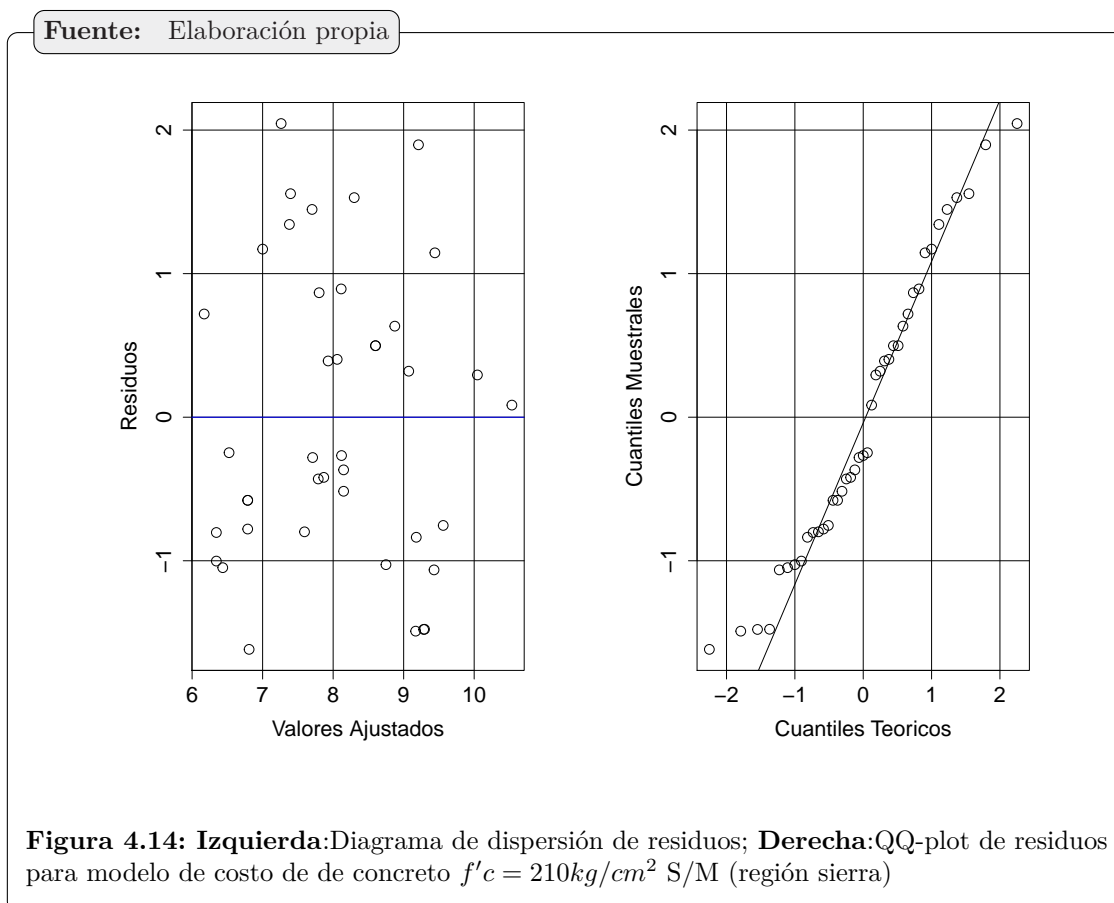 Fuente: Elaboración propia
2
1
0
−1
Residuos
6 7 8 9 10
Valores Ajustados
2
1
0
−1
Cuantiles Muestrales
−2 −1 0 1 2
Cuantiles Teoricos
Figura 4.14: Izquierda:Diagrama de dispersión de residuos; Derecha:QQ-plot de residuos
para modelo de costo de de concreto f′c = 210kg/cm² S/M (región sierra)